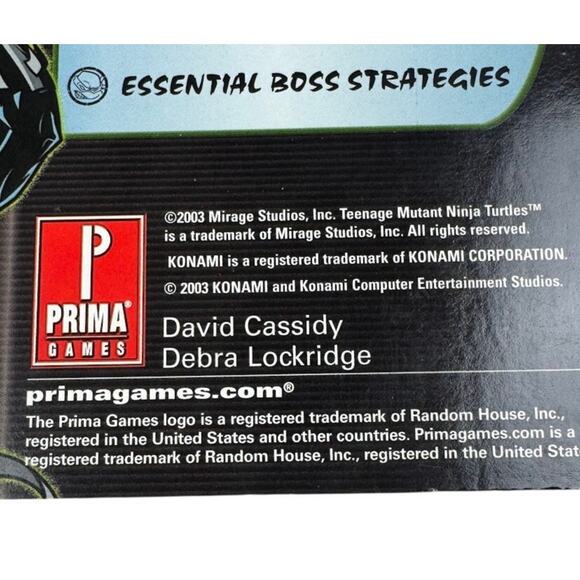 ESSENTIAL BOSS STRATEGIES
©2003 Mirage Studios, Inc. Teenage Mutant Ninja Turtles™
is a trademark of Mirage Studios, Inc. All rights reserved.
KONAMI is a registered trademark of KONAMI CORPORATION.
© 2003 KONAMI and Konami Computer Entertainment Studios.
P
PRIMA®
GAMES
David Cassidy
Debra Lockridge
primagames.com®
The Prima Games logo is a registered trademark of Random House, Inc.,
registered in the United States and other countries. Primagames.com is a
registered trademark of Random House, Inc., registered in the United Stat